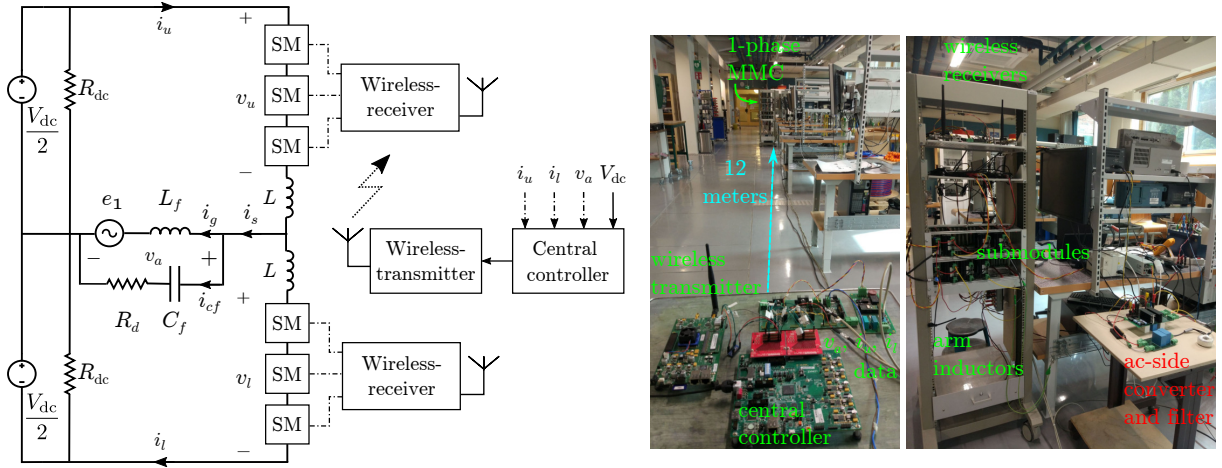 i_u
+
SM
R_dc
Wireless-
receiver
V_dc
2
v_u
SM
SM
−
L
i_u
i_l
v_a
V_dc
e_1
L_f
i_g
i_s
−
v_a
+
Wireless-
transmitter
Central
controller
L
R_d
C_f
i_cf
+
SM
R_dc
Wireless-
receiver
V_dc
2
v_l
SM
SM
i_l
−
1-phase
MMC
12
meters
wireless
transmitter
data
central
controller
wireless
receivers
submodules
arm
inductors
ac-side
converter
and filter